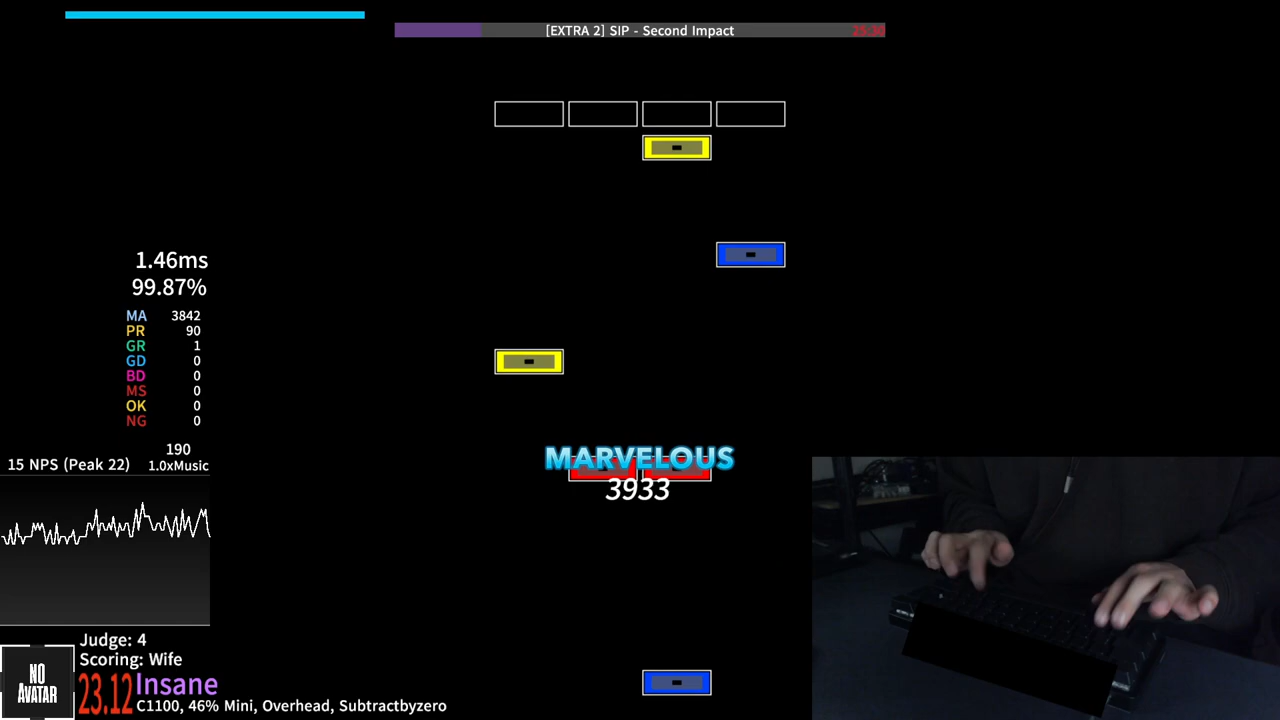 [EXTRA 2] SIP - Second Impact 25:30
1.46ms
99.87%
MA 3842
PR 90
GR 1
GD 0
BD 0
MS 0
OK 0
NG 0
190
15 NPS (Peak 22) 1.0xMusic
MARVELOUS
3933
Judge: 4
Scoring: Wife
NO AVATAR
23.12 Insane
C1100, 46% Mini, Overhead, Subtractbyzero